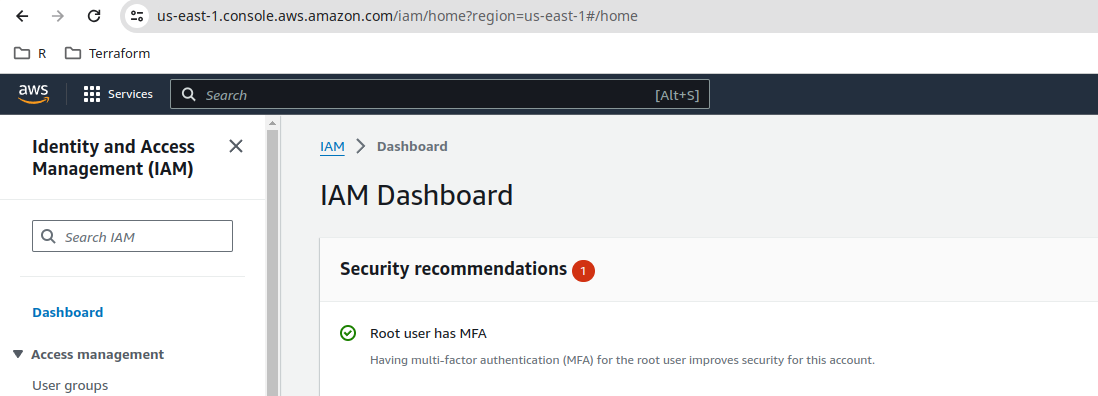 us-east-1.console.aws.amazon.com/iam/home?region=us-east-1#/home
R Terraform
aws Services Search [Alt+S]
Identity and Access
Management (IAM)
Search IAM
Dashboard
Access management
User groups
IAM Dashboard
IAM Dashboard
Security recommendations 1
Root user has MFA
Having multi-factor authentication (MFA) for the root user improves security for this account.